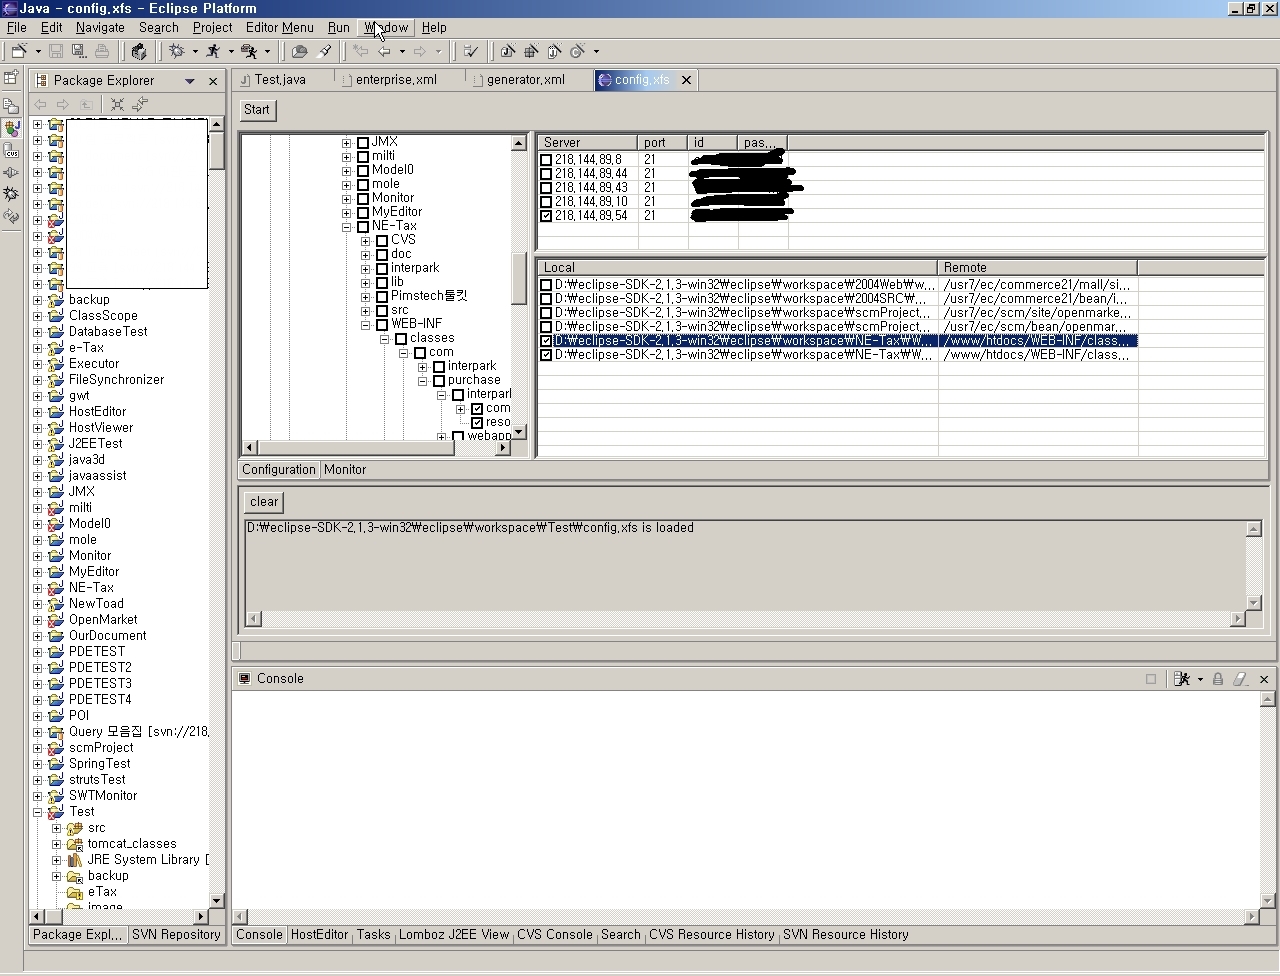 Java - config.xfs - Eclipse Platform
File Edit Navigate Search Project Editor Menu Run Window Help
Package Explorer
Test.java
enterprise.xml
generator.xml
config.xfs
Start
backup
ClassScope
DatabaseTest
e-Tax
Executor
FileSynchronizer
gwt
HostEditor
HostViewer
J2EETest
java3d
javaassist
JMX
milti
Model0
mole
Monitor
MyEditor
NE-Tax
NewToad
OpenMarket
OurDocument
PDETEST
PDETEST2
PDETEST3
PDETEST4
POI
Query 모음집 [svn://218.
scmProject
SpringTest
strutsTest
SWTMonitor
Test
src
tomcat_classes
JRE System Library [
backup
eTax
image
Package Expl... SVN Repository
JMX
milti
Model0
mole
Monitor
MyEditor
NE-Tax
CVS
doc
interpark
lib
Pimstech툴킷
src
WEB-INF
classes
com
interpark
purchase
interparl
com
reso
webapp
Server port id pas...
218.144.89.8 21
218.144.89.44 21
218.144.89.43 21
218.144.89.10 21
218.144.89.54 21
Local Remote
D:₩eclipse-SDK-2.1.3-win32₩eclipse₩workspace₩2004Web₩w... /usr7/ec/commerce21/mall/si...
D:₩eclipse-SDK-2.1.3-win32₩eclipse₩workspace₩2004SRC₩... /usr7/ec/commerce21/bean/i...
D:₩eclipse-SDK-2.1.3-win32₩eclipse₩workspace₩scmProject... /usr7/ec/scm/site/openmarke...
D:₩eclipse-SDK-2.1.3-win32₩eclipse₩workspace₩scmProject... /usr7/ec/scm/bean/openmar...
D:₩eclipse-SDK-2.1.3-win32₩eclipse₩workspace₩NE-Tax₩W... /www/htdocs/WEB-INF/class...
D:₩eclipse-SDK-2.1.3-win32₩eclipse₩workspace₩NE-Tax₩W... /www/htdocs/WEB-INF/class...
Configuration Monitor
clear
D:₩eclipse-SDK-2.1.3-win32₩eclipse₩workspace₩Test₩config.xfs is loaded
Console
Console HostEditor Tasks Lomboz J2EE View CVS Console Search CVS Resource History SVN Resource History